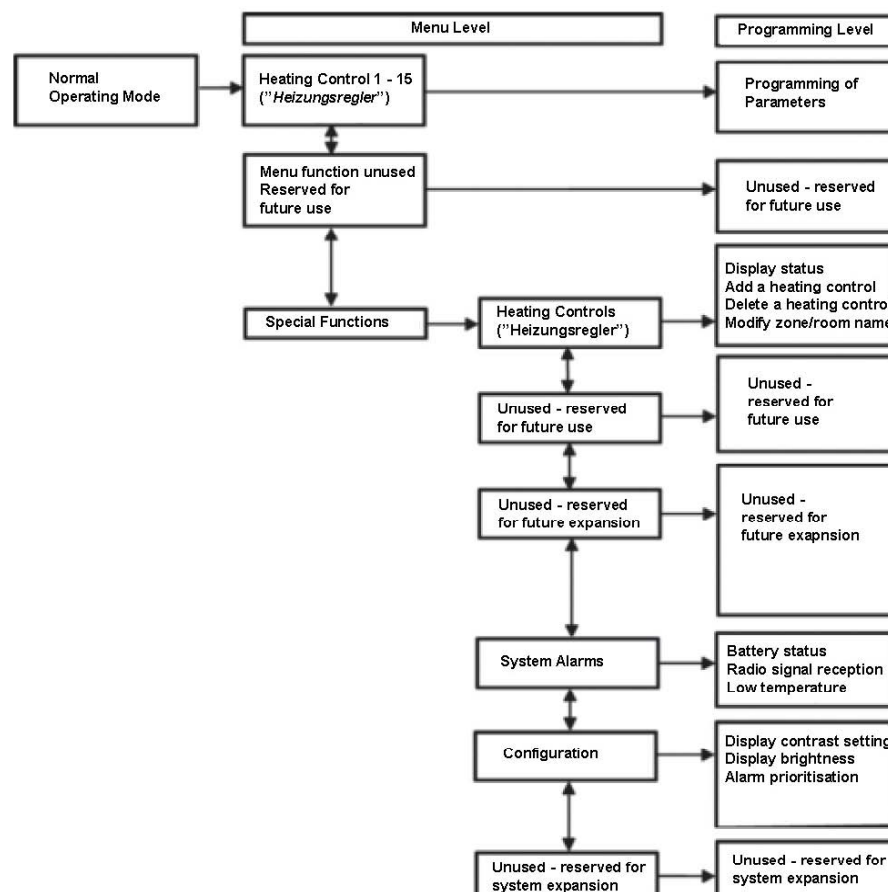 Menu Level
Programming Level
Normal
Operating Mode
Heating Control 1 - 15
("Heizungsregler")
Programming of
Parameters
Menu function unused
Reserved for
future use
Unused - reserved
for future use
Special Functions
Heating Controls
("Heizungsregler")
Display status
Add a heating control
Delete a heating control
Modify zone/room name
Unused - reserved
for future use
Unused -
reserved for
future use
Unused - reserved
for future expansion
Unused -
reserved for
future exapnsion
System Alarms
Battery status
Radio signal reception
Low temperature
Configuration
Display contrast setting
Display brightness
Alarm prioritisation
Unused - reserved for
system expansion
Unused - reserved for
system expansion